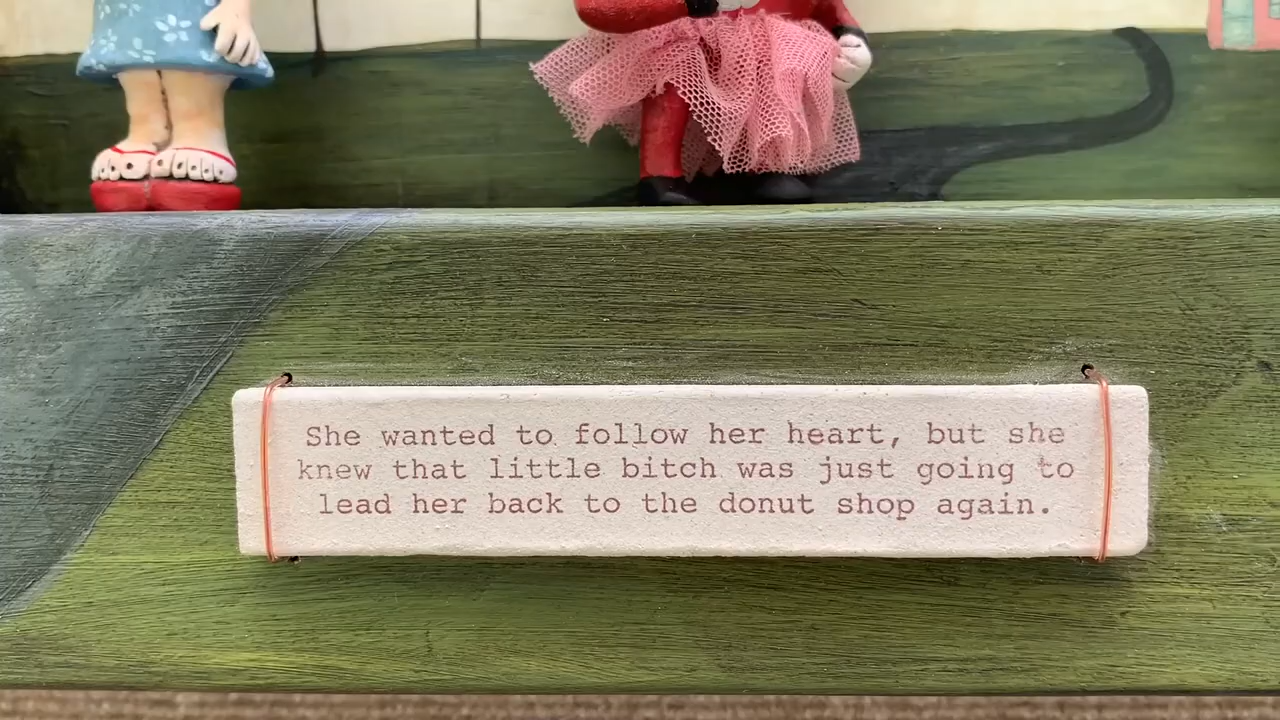 She wanted to follow her heart, but she
knew that little bitch was just going to
lead her back to the donut shop again.